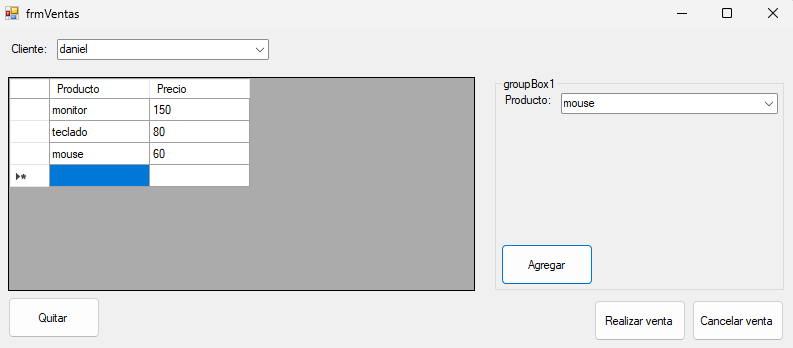 frmVentas
Cliente: daniel
Producto Precio
monitor 150
teclado 80
mouse 60
groupBox1
Producto: mouse
Agregar
Quitar
Realizar venta Cancelar venta